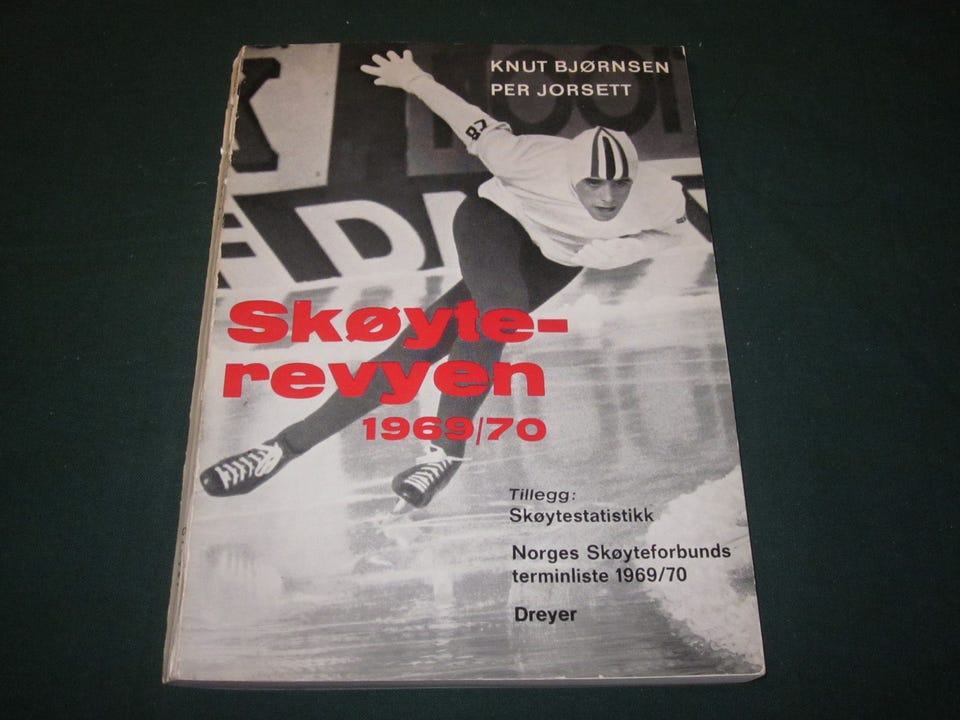 KNUT BJØRNSEN
PER JORSETT
Skøyte-
revyen
1969/70
Tillegg:
Skøytestatistikk
Norges Skøyteforbunds
terminliste 1969/70
Dreyer